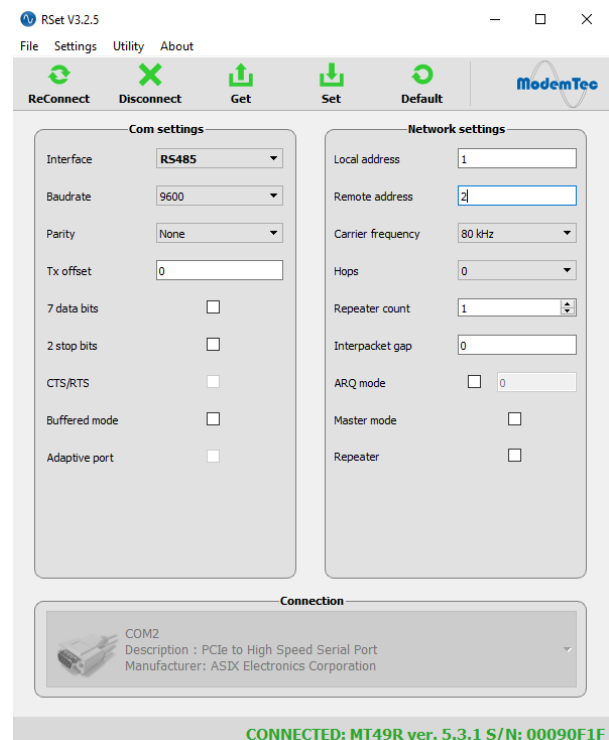 RSet V3.2.5
File Settings Utility About
ReConnect Disconnect Get Set Default ModemTec
Com settings
Interface RS485
Baudrate 9600
Parity None
Tx offset 0
7 data bits
2 stop bits
CTS/RTS
Buffered mode
Adaptive port
Network settings
Local address 1
Remote address 2
Carrier frequency 80 kHz
Hops 0
Repeater count 1
Interpacket gap 0
ARQ mode 0
Master mode
Repeater
Connection
COM2
Description : PCIe to High Speed Serial Port
Manufacturer: ASIX Electronics Corporation
CONNECTED: MT49R ver. 5.3.1 S/N: 00090F1F